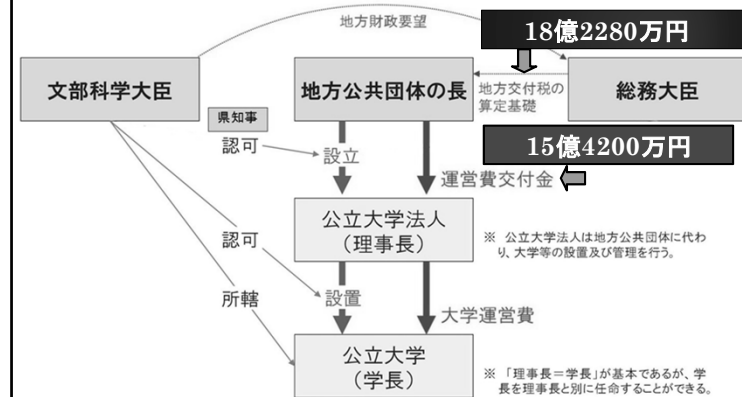 地方財政要望
18億2280万円
文部科学大臣
地方公共団体の長
地方交付税の
算定基礎
総務大臣
県知事
認可
設立
15億4200万円
運営費交付金
公立大学法人
（理事長）
※ 公立大学法人は地方公共団体に代わ
り、大学等の設置及び管理を行う。
認可
所轄
設置
大学運営費
公立大学
（学長）
※ 「理事長＝学長」が基本であるが、学
長を理事長と別に任命することができる。